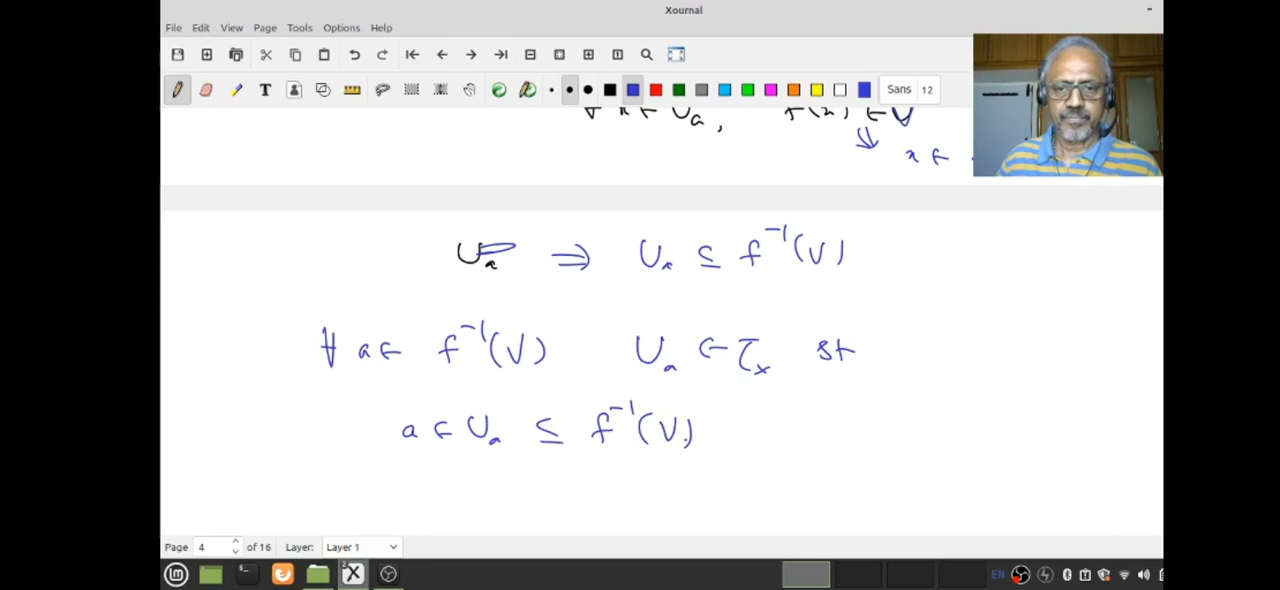 Xournal
File Edit View Page Tools Options Help
Sans 12
∀ x ∈ U_a, f(x) ∈ V
⇓ x ∈
U_a ⇒ U_a ⊆ f⁻¹(V)
∀ a ∈ f⁻¹(V) U_a ∈ τ_x st
a ∈ U_a ⊆ f⁻¹(V)
Page 4 of 16 Layer: Layer 1
EN